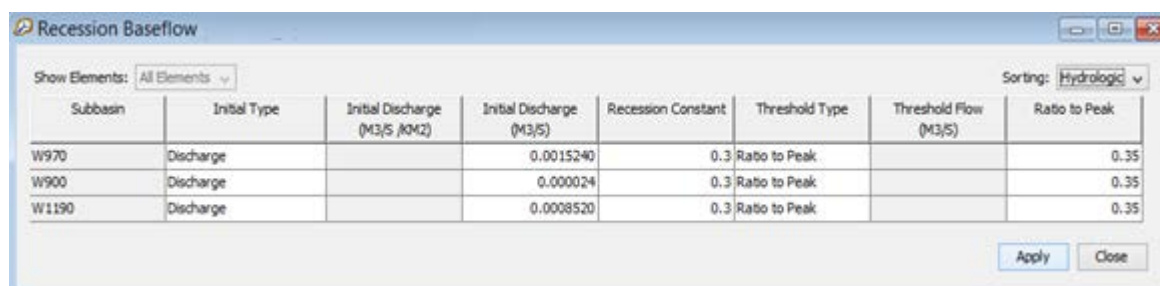 Recession Baseflow
Show Elements: All Elements Sorting: Hydrologic
Subbasin Initial Type Initial Discharge (M3/S /KM2) Initial Discharge (M3/S) Recession Constant Threshold Type Threshold Flow (M3/S) Ratio to Peak
W970 Discharge 0.0015240 0.3 Ratio to Peak 0.35
W900 Discharge 0.000024 0.3 Ratio to Peak 0.35
W1190 Discharge 0.0008520 0.3 Ratio to Peak 0.35
Apply Close